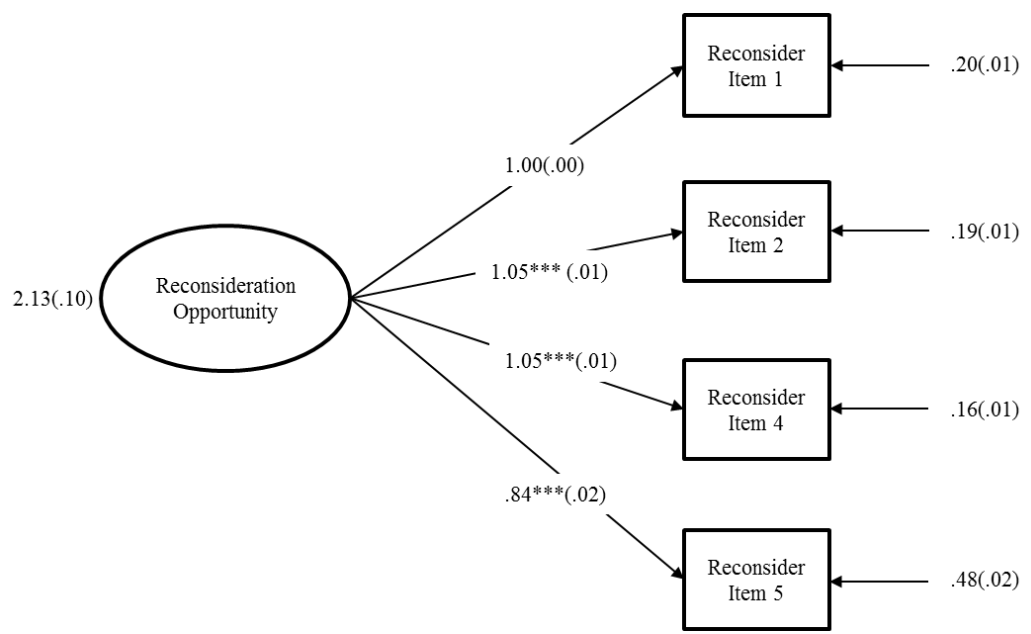 Reconsider
Item 1
.20(.01)
1.00(.00)
Reconsider
Item 2
.19(.01)
1.05*** (.01)
2.13(.10)
Reconsideration
Opportunity
1.05***(.01)
Reconsider
Item 4
.16(.01)
.84***(.02)
Reconsider
Item 5
.48(.02)